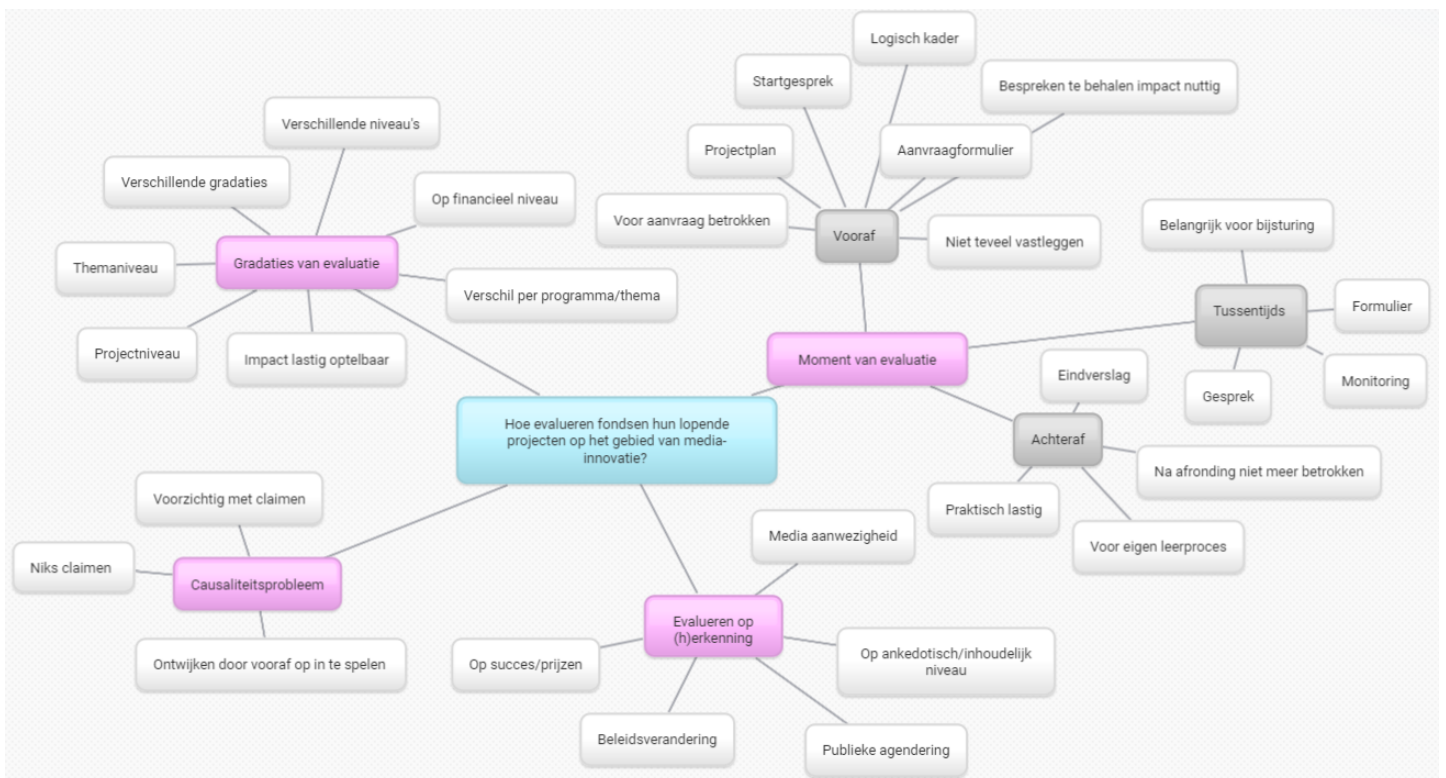 Logisch kader
Startgesprek
Bespreken te behalen impact nuttig
Verschillende niveau's
Projectplan
Aanvraagformulier
Verschillende gradaties
Op financieel niveau
Voor aanvraag betrokken
Vooraf
Niet teveel vastleggen
Belangrijk voor bijsturing
Gradaties van evaluatie
Themaniveau
Verschil per programma/thema
Tussentijds
Formulier
Projectniveau
Impact lastig optelbaar
Moment van evaluatie
Eindverslag
Gesprek
Monitoring
Hoe evalueren fondsen hun lopende
projecten op het gebied van media-
innovatie?
Achteraf
Na afronding niet meer betrokken
Voorzichtig met claimen
Praktisch lastig
Media aanwezigheid
Voor eigen leerproces
Niks claimen
Causaliteitsprobleem
Evalueren op
(h)erkenning
Ontwijken door vooraf op in te spelen
Op succes/prijzen
Op ankedotisch/inhoudelijk
niveau
Beleidsverandering
Publieke agendering